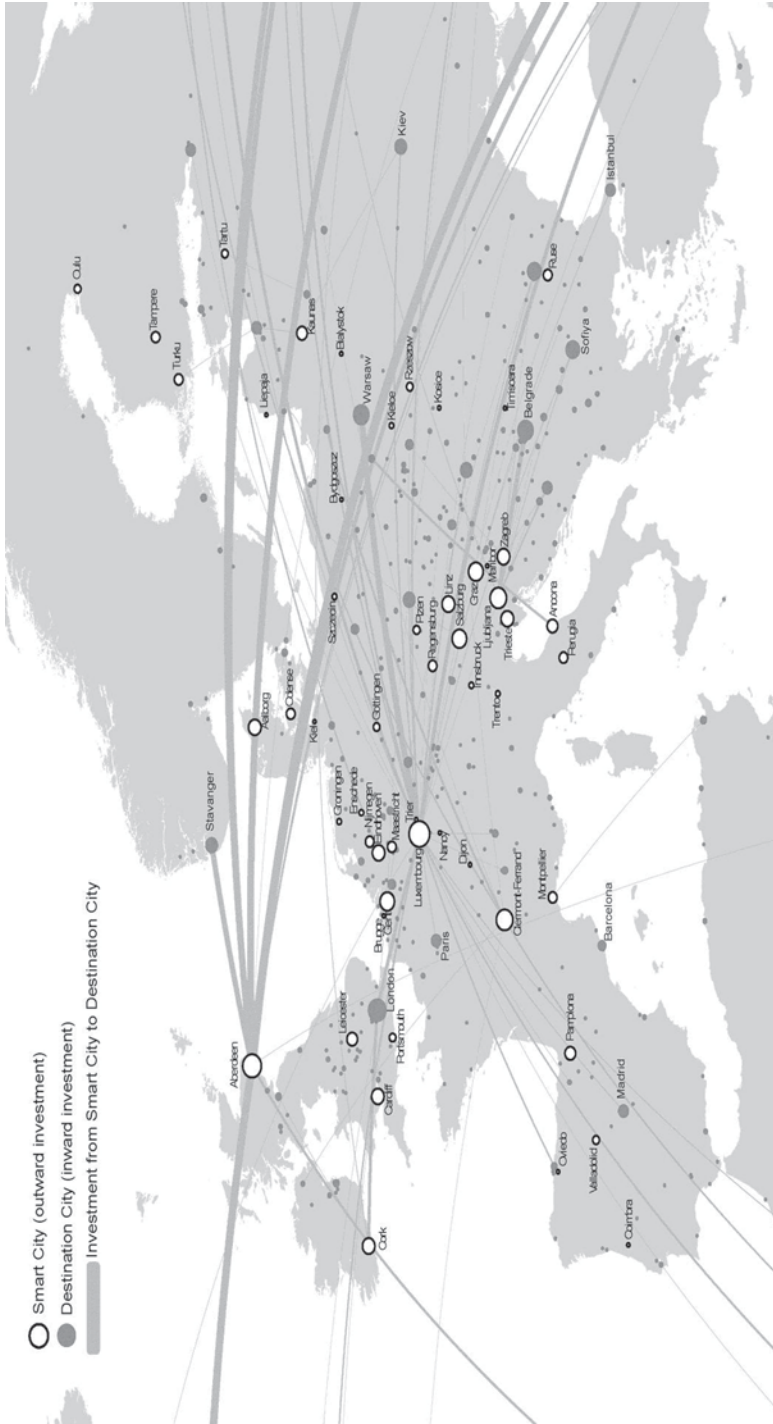 Smart City (outward investment)
Destination City (inward investment)
Investment from Smart City to Destination City
Oulu
Tampere
Turku
Tartu
Stavanger
Aberdeen
Aalborg
Odense
Liepaja
Kaunas
Kiel
Szczecin
Bydgoszcz
Bialystok
Warsaw
Kiev
Groningen
Enschede
Nijmegen
Eindhoven
Maastricht
Göttingen
Kielce
Rzeszow
Kosice
Leicester
London
Portsmouth
Cardiff
Cork
Brugge
Gent
Trier
Luxembourg
Nancy
Dijon
Paris
Plzen
Regensburg
Linz
Salzburg
Innsbruck
Graz
Maribor
Ljubljana
Zagreb
Trieste
Trento
Timisoara
Belgrade
Ruse
Sofiya
Istanbul
Clermont-Ferrand
Montpellier
Ancona
Perugia
Barcelona
Pamplona
Oviedo
Valladolid
Madrid
Coimbra